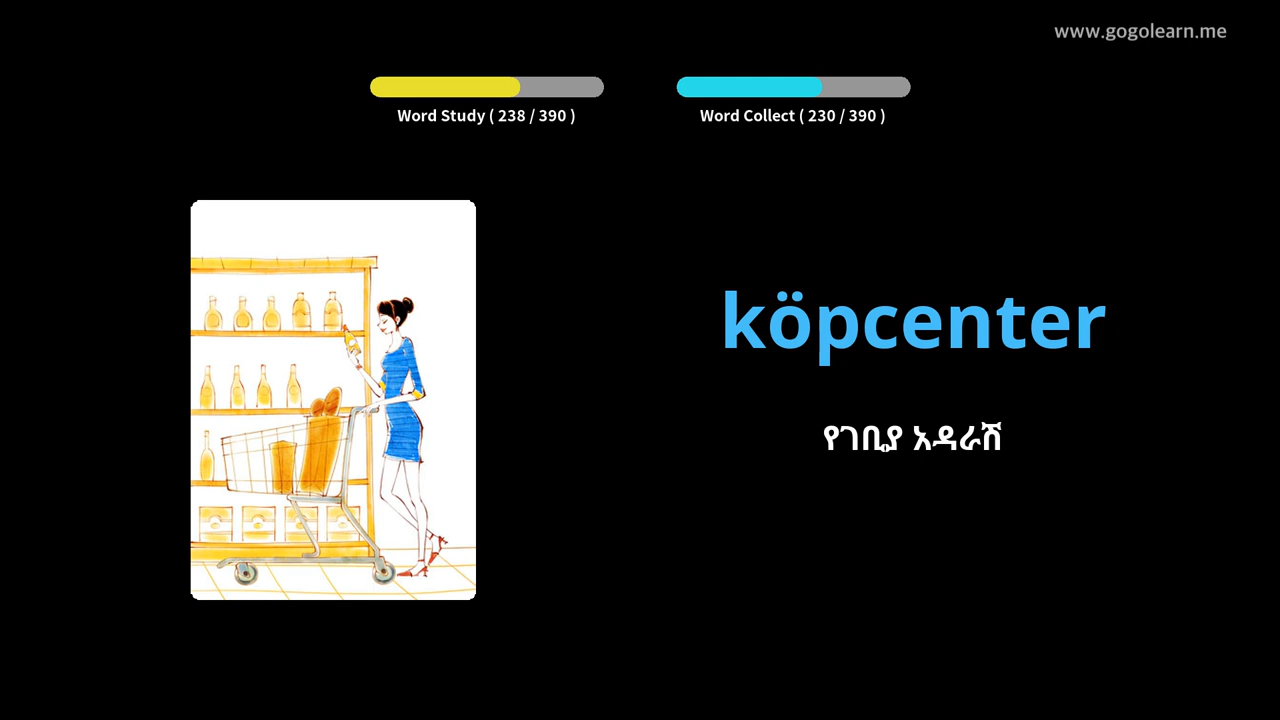 www.gogolearn.me
Word Study ( 238 / 390 )
Word Collect ( 230 / 390 )
köpcenter
የገቢያ አዳራሽ